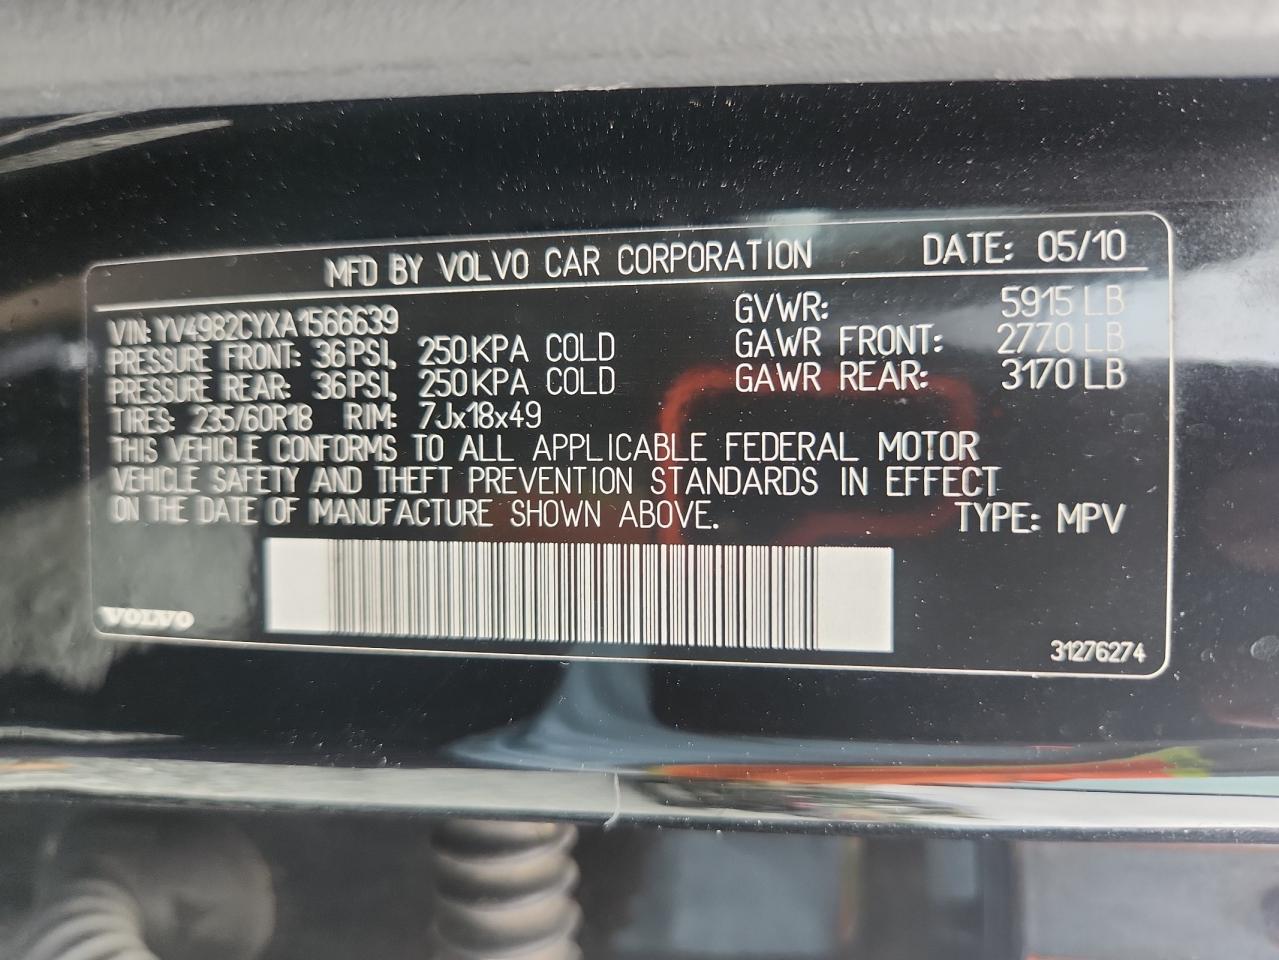 MFD BY VOLVO CAR CORPORATION DATE: 05/10
VIN: YV4982CYXA1566639 GVWR: 5915 LB
PRESSURE FRONT: 36PSI, 250KPA COLD GAWR FRONT: 2770 LB
PRESSURE REAR: 36PSI, 250KPA COLD GAWR REAR: 3170 LB
TIRES: 235/60R18 RIM: 7Jx18x49
THIS VEHICLE CONFORMS TO ALL APPLICABLE FEDERAL MOTOR
VEHICLE SAFETY AND THEFT PREVENTION STANDARDS IN EFFECT
ON THE DATE OF MANUFACTURE SHOWN ABOVE. TYPE: MPV
VOLVO 31276274